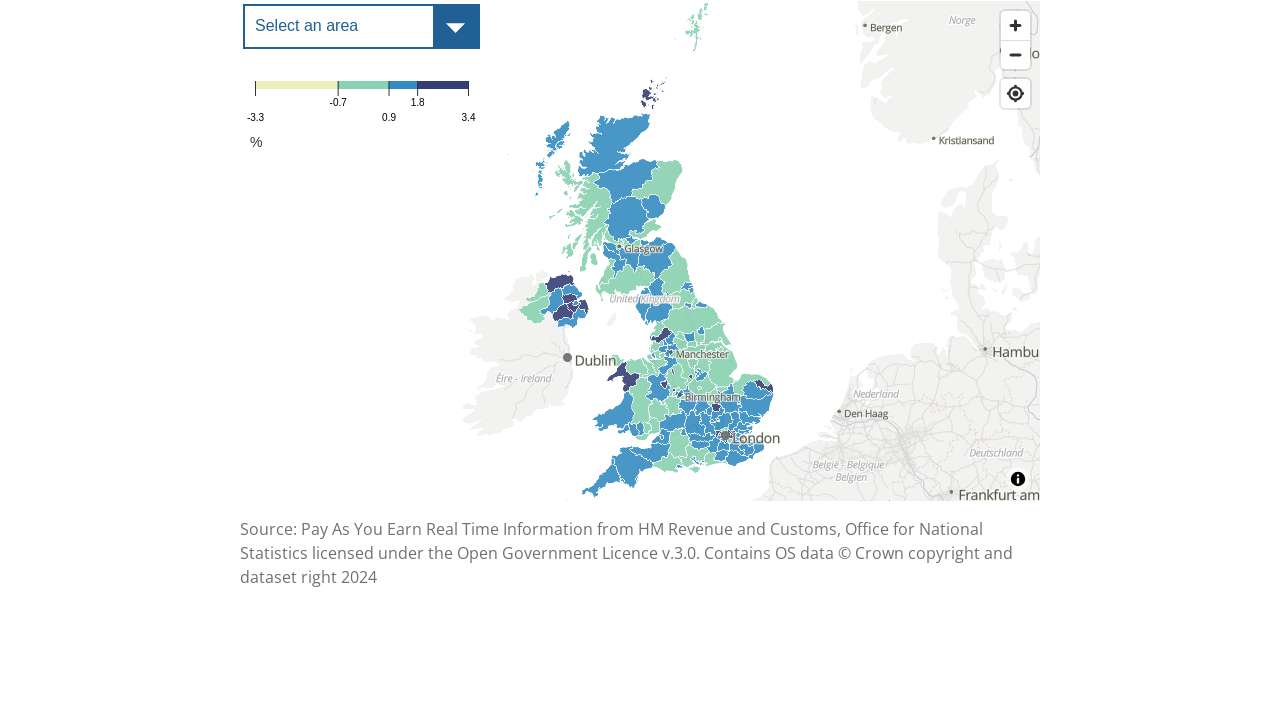 Select an area
-0.7
1.8
-3.3
0.9
3.4
%
Norge
Bergen
Kristiansand
Glasgow
United Kingdom
Manchester
Dublin
Éire - Ireland
Birmingham
London
Hambu
Nederland
Den Haag
Deutschland
België - Belgique
Belgien
Frankfurt am
Source: Pay As You Earn Real Time Information from HM Revenue and Customs, Office for National
Statistics licensed under the Open Government Licence v.3.0. Contains OS data © Crown copyright and
dataset right 2024